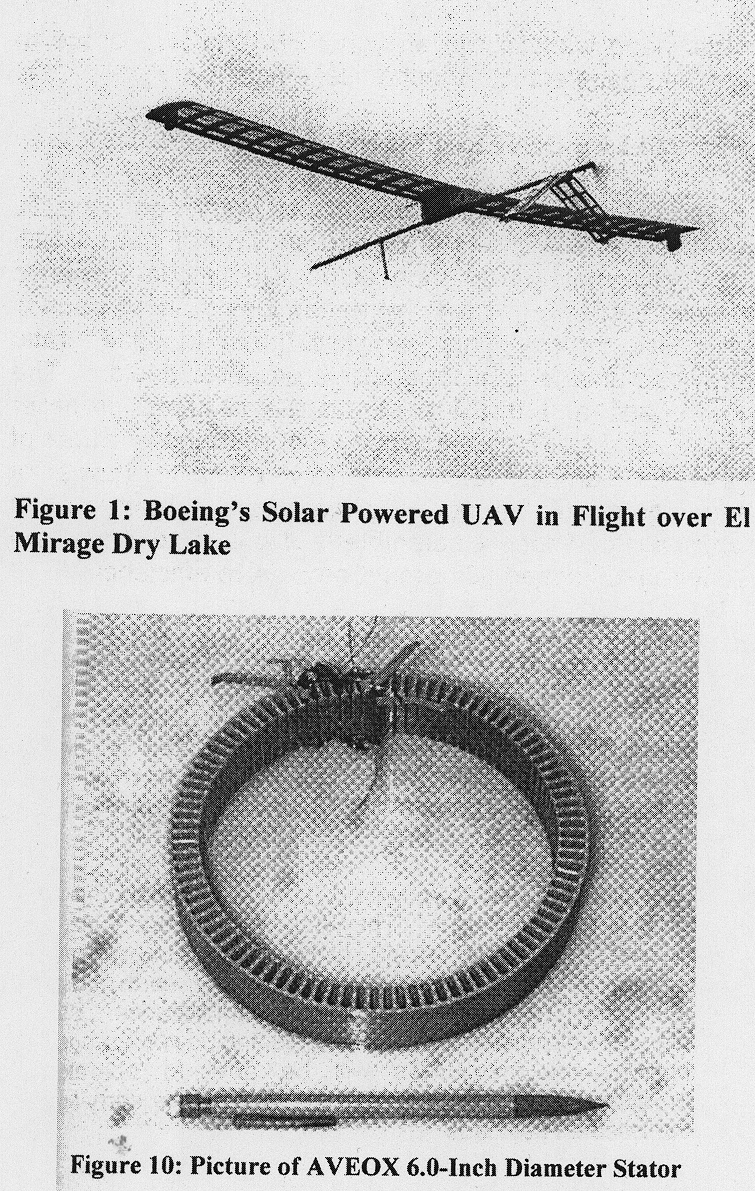 Figure 1: Boeing's Solar Powered UAV in Flight over El
Mirage Dry Lake
Figure 10: Picture of AVEOX 6.0-Inch Diameter Stator